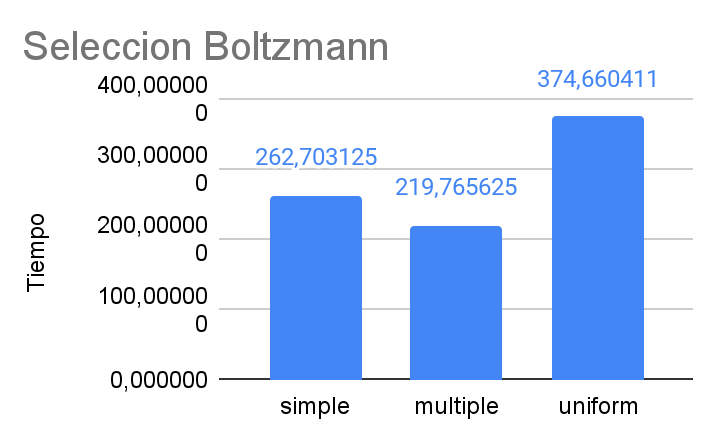 Seleccion Boltzmann
400,00000
0
300,00000
0
200,00000
0
100,00000
0
0,000000
Tiempo
262,703125
219,765625
374,660411
simple
multiple
uniform